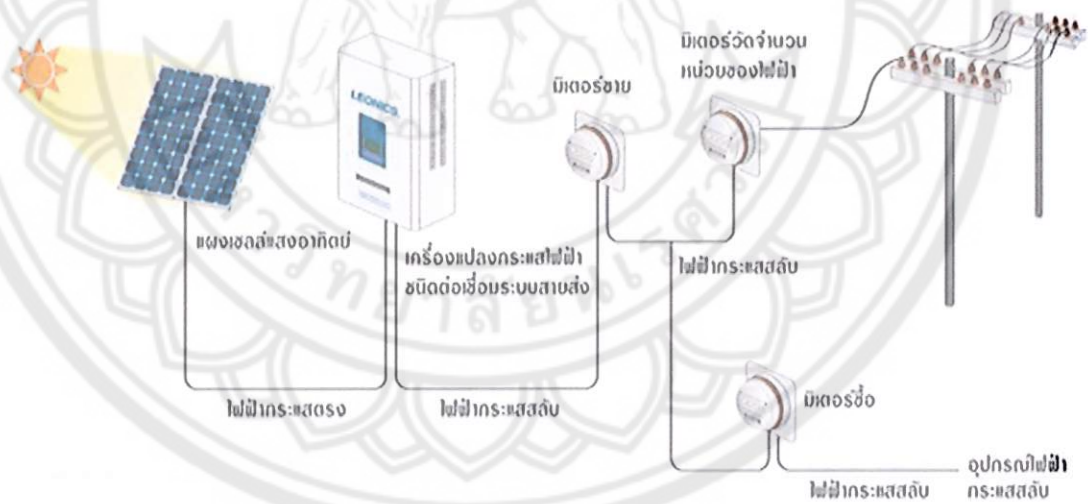 มิเตอร์วัดจำนวน
หน่วยของไฟฟ้า
มิเตอร์ขาย
LEONICS
แผงเซลล์แสงอาทิตย์
เครื่องแปลงกระแสไฟฟ้า
ชนิดต่อเชื่อมระบบสายส่ง
ไฟฟ้ากระแสสลับ
ไฟฟ้ากระแสตรง
ไฟฟ้ากระแสสลับ
มิเตอร์ซื้อ
อุปกรณ์ไฟฟ้า
ไฟฟ้ากระแสสลับ
กระแสสลับ